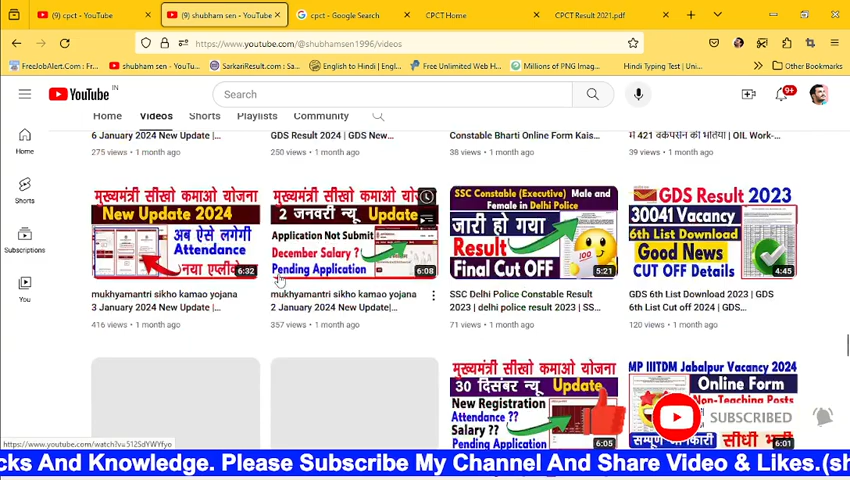 (9) cpct - YouTube
(9) shubham sen - YouTube
cpct - Google Search
CPCT Home
CPCT Result 2021.pdf
https://www.youtube.com/@shubhamsen1996/videos
FreeJobAlert.Com : Fr...
shubham sen - YouTu...
SarkariResult.com : Sa...
English to Hindi | Engl...
Free Unlimited Web H...
Millions of PNG Imag...
Hindi Typing Test | Uni...
Other Bookmarks
YouTube IN
Search
9+
Home
Videos
Shorts
Playlists
Community
Home
Shorts
Subscriptions
You
6 January 2024 New Update |...
275 views • 1 month ago
GDS Result 2024 | GDS New...
250 views • 1 month ago
Constable Bharti Online Form Kais...
38 views • 1 month ago
में 421 वर्कपर्सन की भर्तियां | OIL Work-...
39 views • 1 month ago
मुख्यमंत्री सीखो कमाओ योजना
New Update 2024
अब ऐसे लगेगी
Attendance
6:32
mukhyamantri sikho kamao yojana
3 January 2024 New Update |...
416 views • 1 month ago
मुख्यमंत्री सीखो कमाओ
2 जनवरी न्यू Update
Application Not Submit
December Salary ?
Pending Application
6:08
mukhyamantri sikho kamao yojana
2 January 2024 New Update|...
357 views • 1 month ago
SSC Constable (Executive) Male and
Female in Delhi Police
जारी हो गया
Result
Final Cut OFF
100
5:21
SSC Delhi Police Constable Result
2023 | delhi police result 2023 | SS...
71 views • 1 month ago
GDS Result 2023
30041 Vacancy
6th List Download
Good News
CUT OFF Details
4:45
GDS 6th List Download 2023 | GDS
6th List Cut off 2024 | GDS...
120 views • 1 month ago
मुख्यमंत्री सीखो कमाओ योजना
30 दिसंबर न्यू Update
New Registration
Attendance ??
Salary ??
Pending Application
6:05
MP IIITDM Jabalpur Vacancy 2024
Online Form
Non-Teaching Posts
सम्पूर्ण जानकारी सीधी भर्ती
6:01
SUBSCRIBED
https://www.youtube.com/watch?v=512SdYWYfyo
cks And Knowledge. Please Subscribe My Channel And Share Video & Likes.(sh